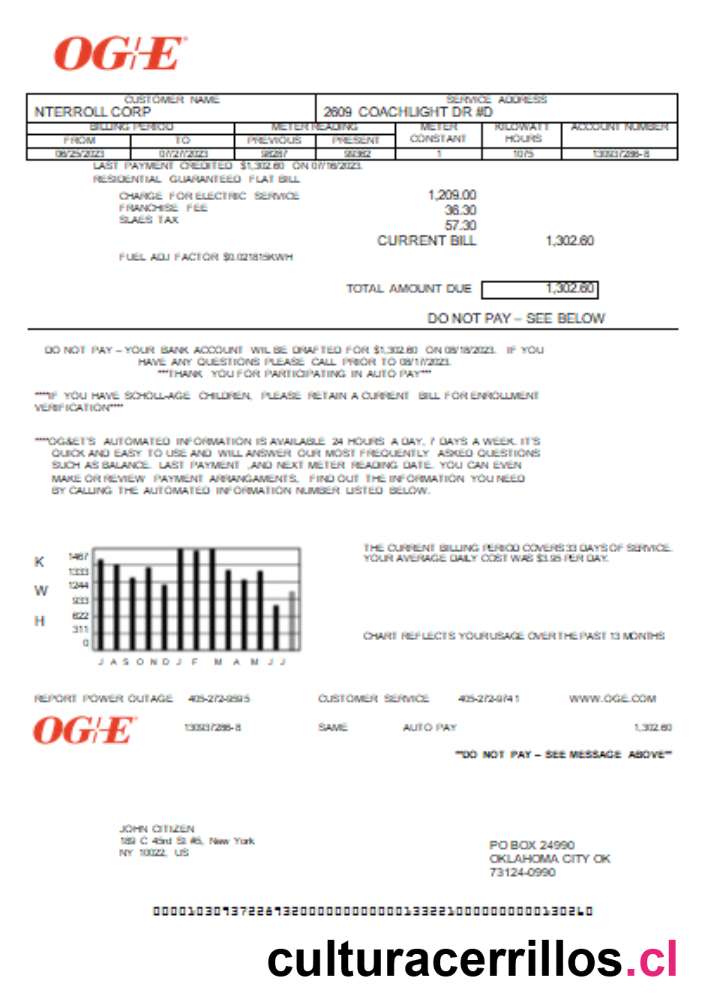 OG+E
CUSTOMER NAME SERVICE ADDRESS
NTERROLL CORP 2609 COACHLIGHT DR #D
BILLING PERIOD METER READING METER KILOWATT ACCOUNT NUMBER
FROM TO PREVIOUS PRESENT CONSTANT HOURS
06/25/2023 07/27/2023 98287 99362 1 1075 130937286-8
LAST PAYMENT CREDITED $1,302.60 ON 07/16/2023.
RESIDENTIAL GUARANTEED FLAT BILL
CHARGE FOR ELECTRIC SERVICE 1,209.00
FRANCHISE FEE 36.30
SLAES TAX 57.30
CURRENT BILL 1,302.60
FUEL ADJ FACTOR $0.021815KWH
TOTAL AMOUNT DUE 1,302.60
DO NOT PAY – SEE BELOW
DO NOT PAY – YOUR BANK ACCOUNT WIL BE DRAFTED FOR $1,302.60 ON 08/18/2023. IF YOU
HAVE ANY QUESTIONS PLEASE CALL PRIOR TO 08/17/2023.
***THANK YOU FOR PARTICIPATING IN AUTO PAY***
****IF YOU HAVE SCHOLL-AGE CHILDREN, PLEASE RETAIN A CURRENT BILL FOR ENROLLMENT
VERIFICATION****
****OG&ET'S AUTOMATED INFORMATION IS AVAILABLE 24 HOURS A DAY, 7 DAYS A WEEK. IT'S
QUICK AND EASY TO USE AND WILL ANSWER OUR MOST FREQUENTLY ASKED QUESTIONS
SUCH AS BALANCE. LAST PAYMENT ,AND NEXT METER READING DATE. YOU CAN EVEN
MAKE OR REVIEW PAYMENT ARRANGAMENTS, FIND OUT THE INFORMATION YOU NEED
BY CALLING THE AUTOMATED INFORMATION NUMBER LISTED BELOW.
THE CURRENT BILLING PERIOD COVERS 33 DAYS OF SERVICE.
YOUR AVERAGE DAILY COST WAS $3.95 PER DAY.
K W H
1467
1333
1244
933
622
311
0
J A S O N D J F M A M J J
CHART REFLECTS YOUR USAGE OVER THE PAST 13 MONTHS
REPORT POWER OUTAGE 405-272-9595 CUSTOMER SERVICE 405-272-9741 WWW.OGE.COM
OG+E 130937286-8 SAME AUTO PAY 1,302.60
**DO NOT PAY – SEE MESSAGE ABOVE**
JOHN CITIZEN
189 C 43rd St #5, New York
NY 10022, US
PO BOX 24990
OKLAHOMA CITY OK
73124-0990
culturacerrillos.cl